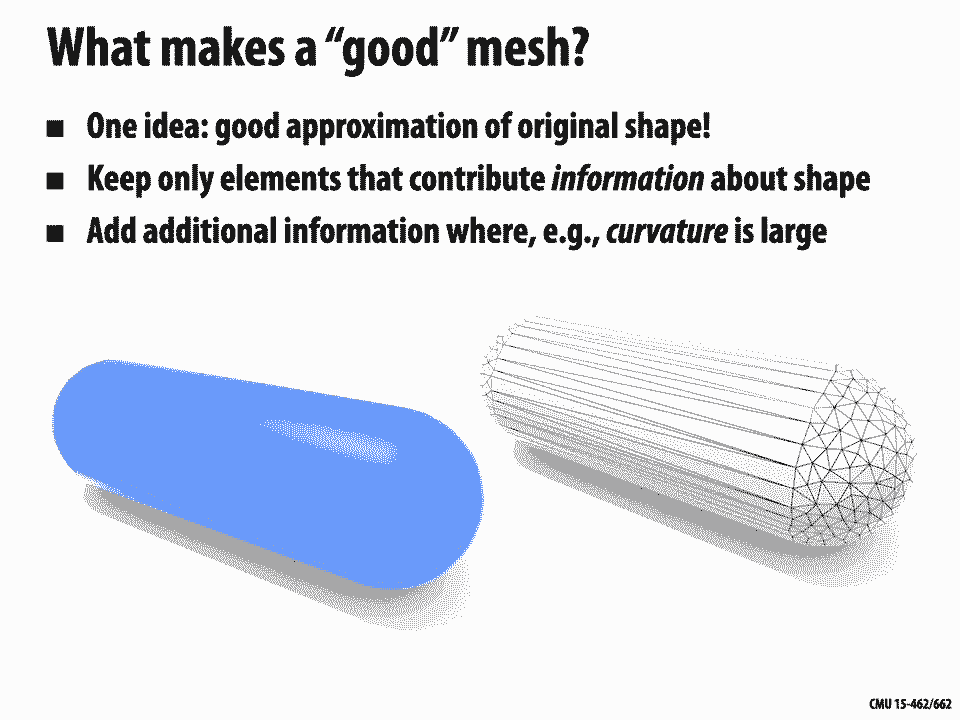 What makes a “good” mesh?
■ One idea: good approximation of original shape!
■ Keep only elements that contribute information about shape
■ Add additional information where, e.g., curvature is large
CMU 15-462/662